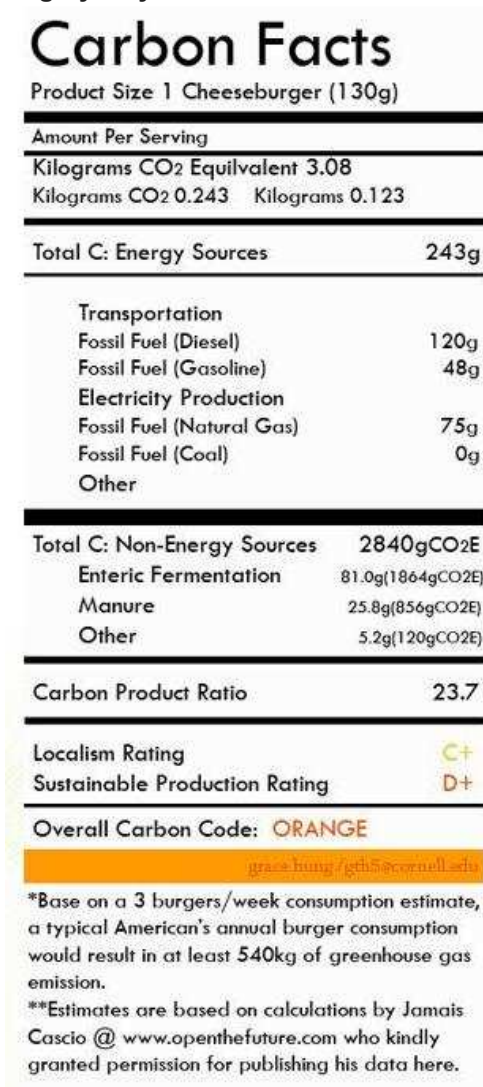 Carbon Facts
Product Size 1 Cheeseburger (130g)
Amount Per Serving
Kilograms CO2 Equilvalent 3.08
Kilograms CO2 0.243 Kilograms 0.123
Total C: Energy Sources 243g
Transportation
Fossil Fuel (Diesel) 120g
Fossil Fuel (Gasoline) 48g
Electricity Production
Fossil Fuel (Natural Gas) 75g
Fossil Fuel (Coal) 0g
Other
Total C: Non-Energy Sources 2840gCO2E
Enteric Fermentation 81.0g(1864gCO2E)
Manure 25.8g(856gCO2E)
Other 5.2g(120gCO2E)
Carbon Product Ratio 23.7
Localism Rating C+
Sustainable Production Rating D+
Overall Carbon Code: ORANGE
grace hung/gth5@cornell.edu
*Base on a 3 burgers/week consumption estimate,
a typical American's annual burger consumption
would result in at least 540kg of greenhouse gas
emission.
**Estimates are based on calculations by Jamais
Cascio @ www.openthefuture.com who kindly
granted permission for publishing his data here.